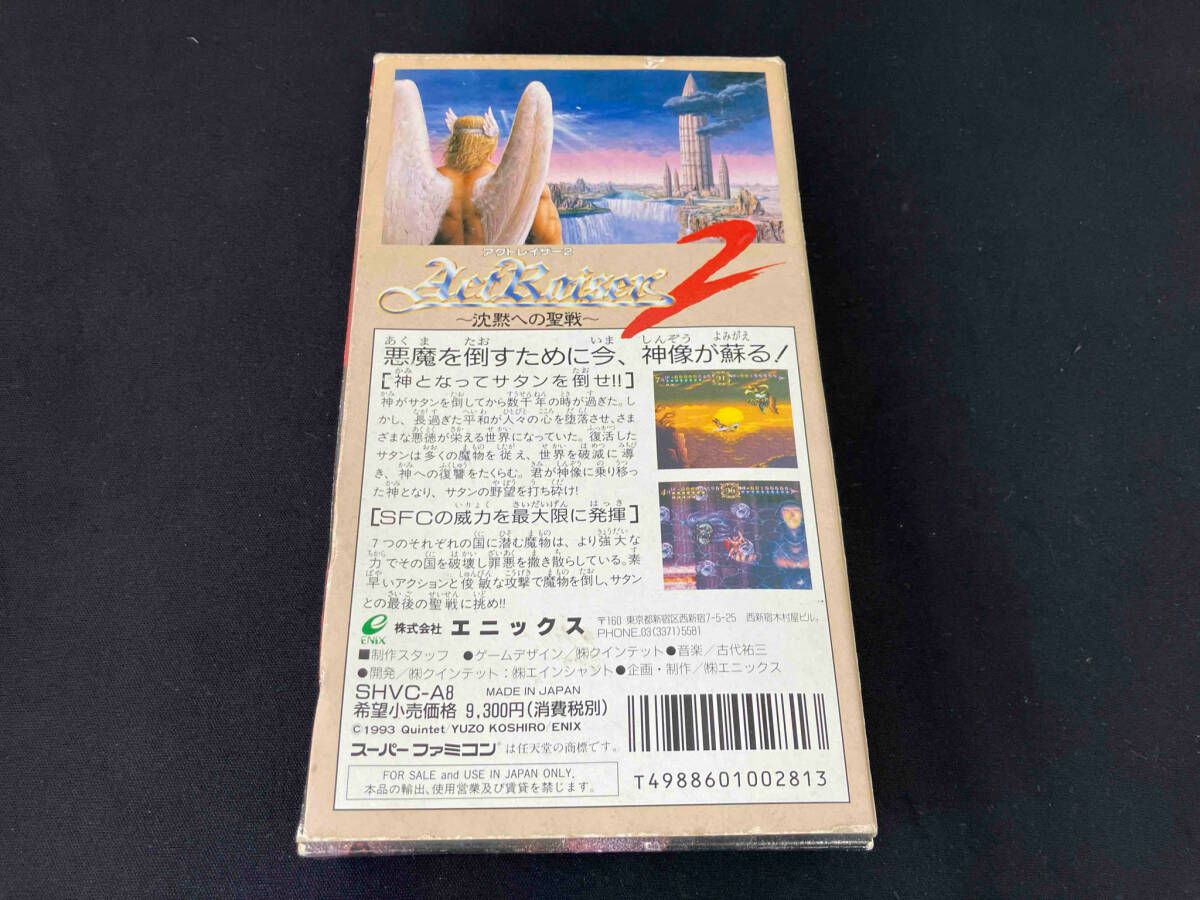 アクトレイザー2
ActRaiser 2
～沈黙への聖戦～
悪魔を倒すために今、神像が蘇る!
[神となってサタンを倒せ!!]
神がサタンを倒してから数千年の時が過ぎた。し
かし、長過ぎた平和が人々の心を堕落させ、さま
ざまな悪徳が栄える世界になっていた。復活した
サタンは多くの魔物を従え、世界を破滅に導
き、神への復讐をたくらむ。君が神像に乗り移っ
た神となり、サタンの野望を打ち砕け!
[SFCの威力を最大限に発揮]
7つのそれぞれの国に潜む魔物は、より強大な
力でその国を破壊し罪悪を撒き散らしている。素
早いアクションと俊敏な攻撃で魔物を倒し、サタン
との最後の聖戦に挑め!!
ENIX
株式会社 エニックス
〒160 東京都新宿区西新宿7-5-25 西新宿木村屋ビル,
PHONE.03(3371)5581
■制作スタッフ ●ゲームデザイン/㈱クインテット●音楽/古代祐三
●開発/㈱クインテット:㈱エインシャント●企画・制作/㈱エニックス
SHVC-A8 MADE IN JAPAN
希望小売価格 9,300円(消費税別)
©1993 Quintet/YUZO KOSHIRO/ENIX
スーパーファミコン®は任天堂の商標です。
FOR SALE and USE IN JAPAN ONLY.
本品の輸出、使用営業及び賃貸を禁じます。
T4988601002813